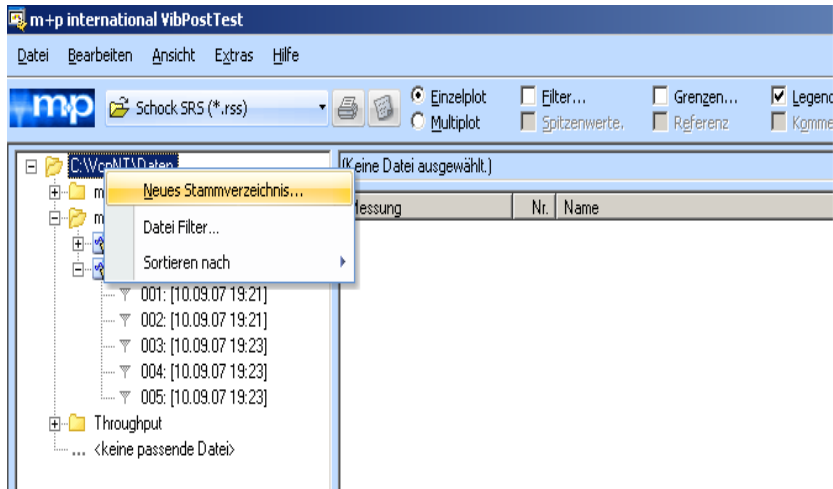 m+p international VibPostTest
Datei Bearbeiten Ansicht Extras Hilfe
m+p Schock SRS (*.rss) Einzelplot Filter... Grenzen... Legend
Multiplot Spitzenwerte. Referenz Komme
C:\VcpNT\Daten (Keine Datei ausgewählt.)
m Neues Stammverzeichnis... Messung Nr. Name
m Datei Filter...
Sortieren nach
001: [10.09.07 19:21]
002: [10.09.07 19:21]
003: [10.09.07 19:23]
004: [10.09.07 19:23]
005: [10.09.07 19:23]
Throughput
... <keine passende Datei>